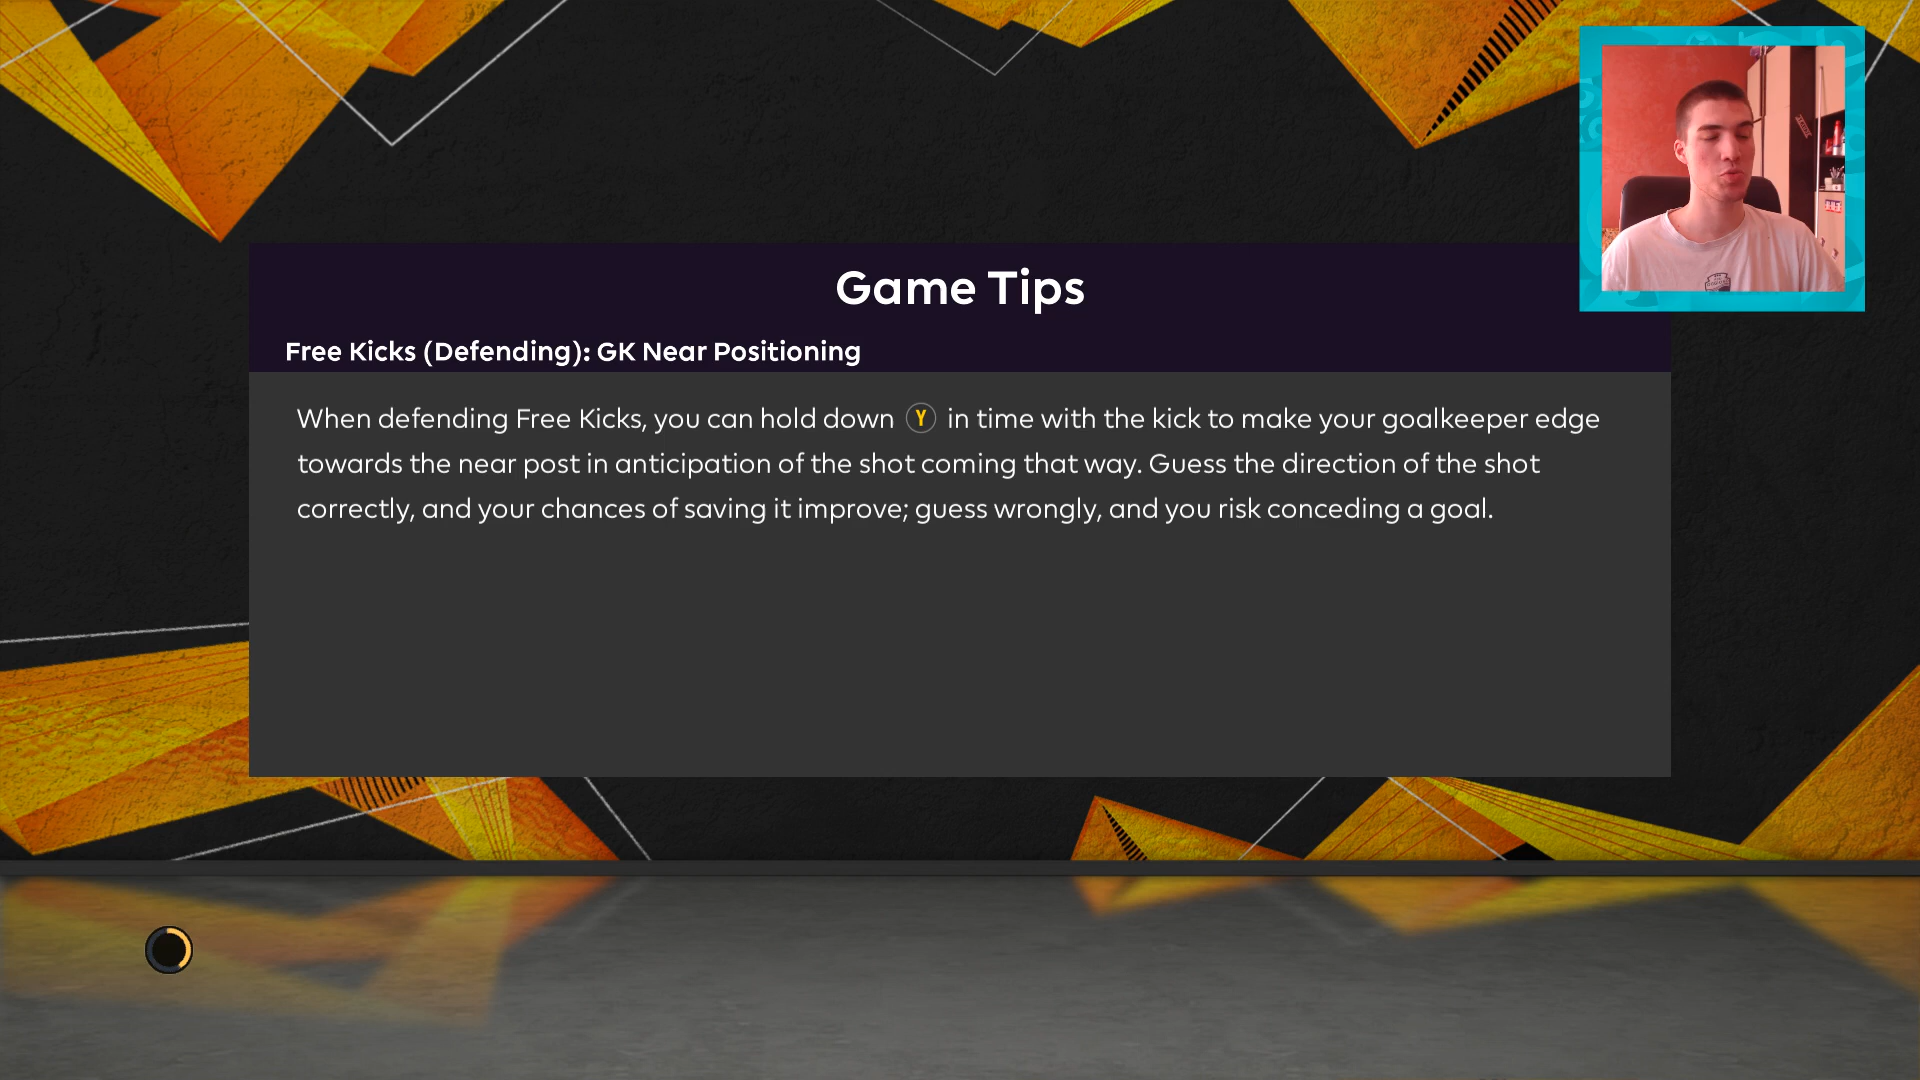 Game Tips
Free Kicks (Defending): GK Near Positioning
When defending Free Kicks, you can hold down Y in time with the kick to make your goalkeeper edge
towards the near post in anticipation of the shot coming that way. Guess the direction of the shot
correctly, and your chances of saving it improve; guess wrongly, and you risk conceding a goal.